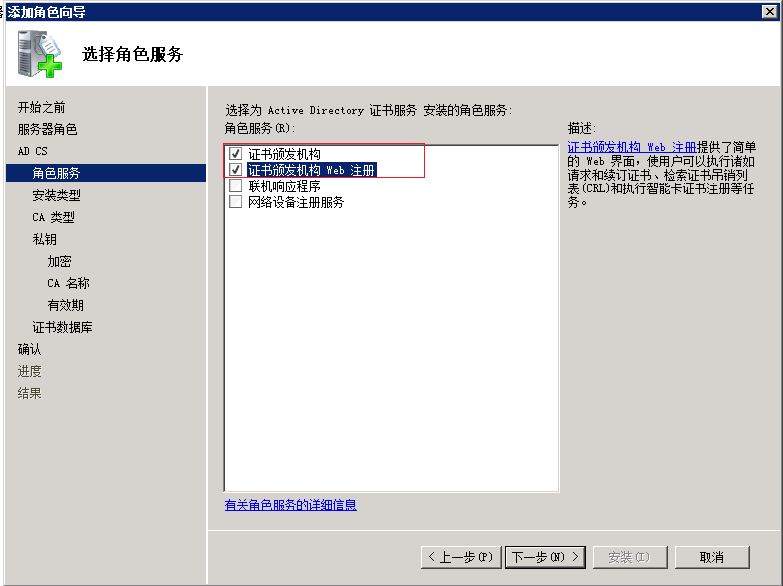 添加角色向导
选择角色服务
开始之前
服务器角色
AD CS
角色服务
安装类型
CA 类型
私钥
加密
CA 名称
有效期
证书数据库
确认
进度
结果
选择为 Active Directory 证书服务 安装的角色服务:
角色服务(R):
证书颁发机构
证书颁发机构 Web 注册
联机响应程序
网络设备注册服务
有关角色服务的详细信息
描述:
证书颁发机构 Web 注册提供了简单
的 Web 界面，使用户可以执行诸如
请求和续订证书、检索证书吊销列
表(CRL)和执行智能卡证书注册等任
务。
< 上一步(P)
下一步(N) >
安装(I)
取消